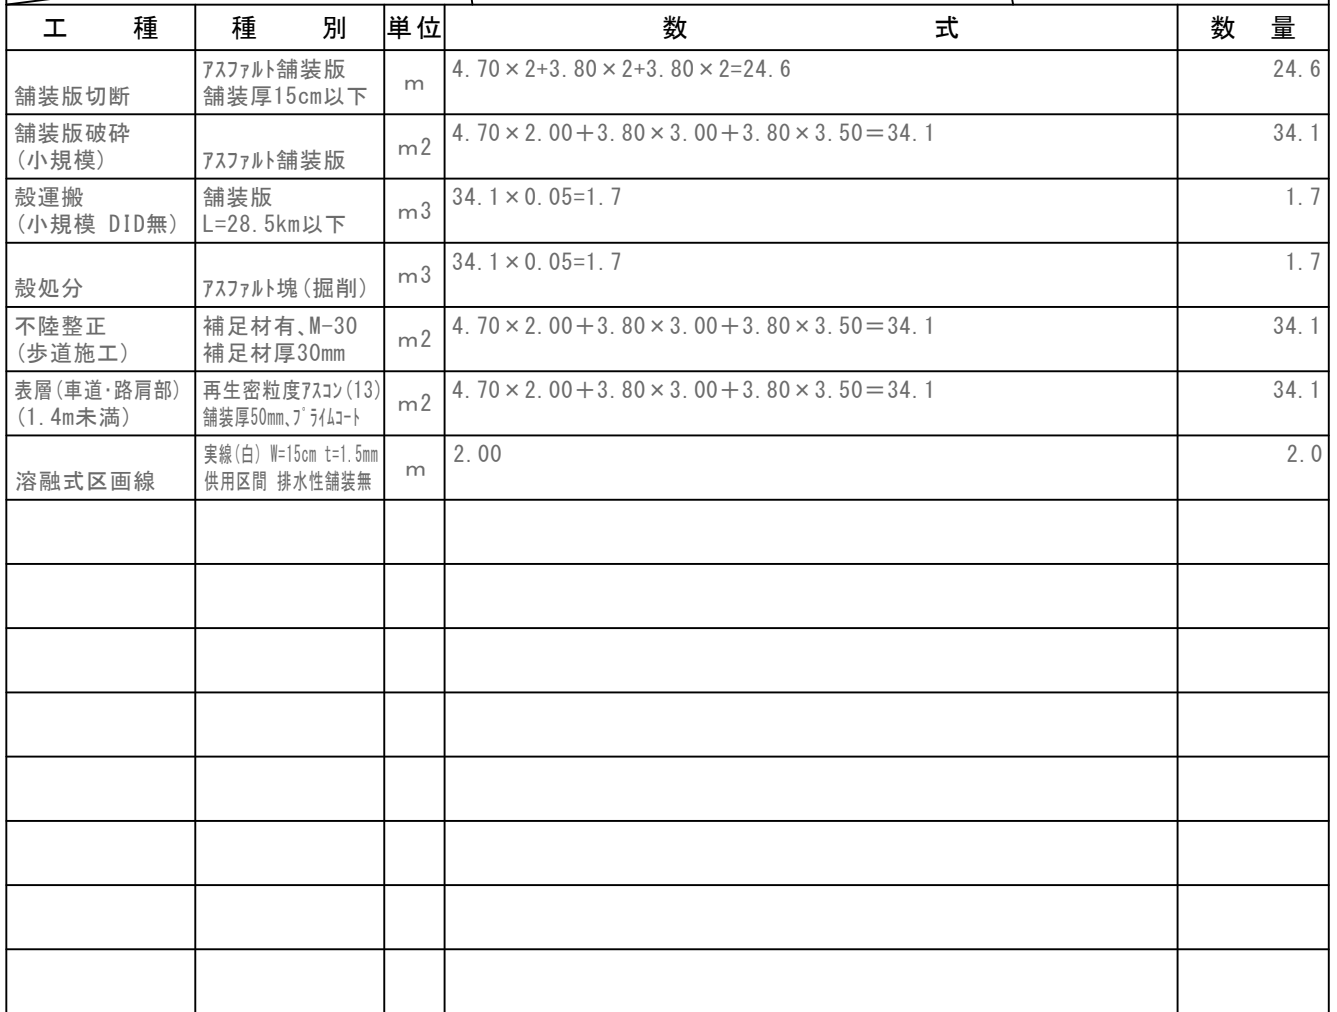 工　種 種　別 単位 数　式 数　量
ｱｽﾌｧﾙﾄ舗装版 4.70×2+3.80×2+3.80×2=24.6 24.6
舗装版切断 舗装厚15cm以下 m
舗装版破砕 4.70×2.00＋3.80×3.00＋3.80×3.50＝34.1 34.1
(小規模) ｱｽﾌｧﾙﾄ舗装版 m2
殻運搬 舗装版 34.1×0.05=1.7 1.7
(小規模 DID無) L=28.5km以下 m3
34.1×0.05=1.7 1.7
殻処分 ｱｽﾌｧﾙﾄ塊(掘削) m3
不陸整正 補足材有、M-30 4.70×2.00＋3.80×3.00＋3.80×3.50＝34.1 34.1
(歩道施工) 補足材厚30mm m2
表層(車道･路肩部) 再生密粒度ｱｽｺﾝ(13) 4.70×2.00＋3.80×3.00＋3.80×3.50＝34.1 34.1
(1.4m未満) 舗装厚50mm、ﾌﾟﾗｲﾑｺｰﾄ m2
実線(白) W=15cm t=1.5mm 2.00 2.0
溶融式区画線 供用区間 排水性舗装無 m